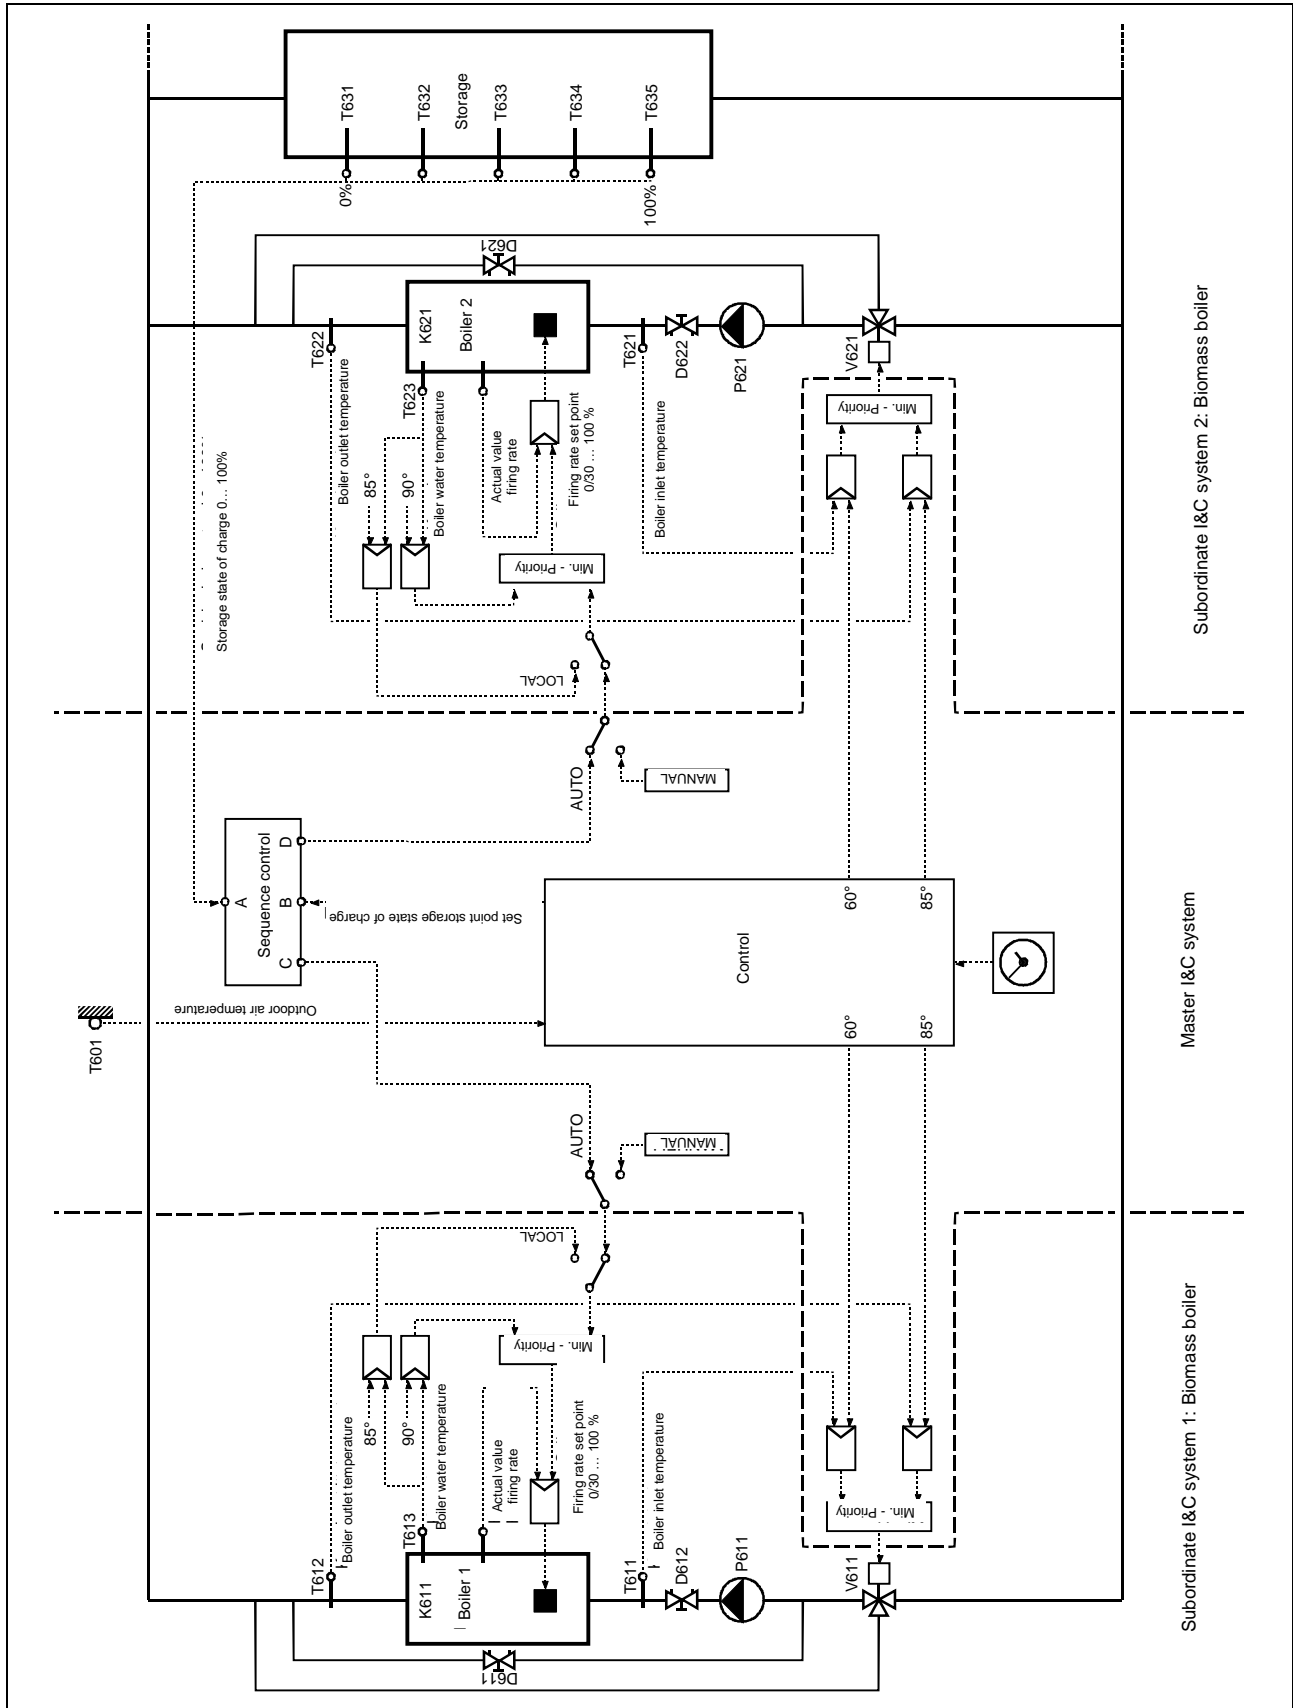 T631
T632
T633
T634
T635
Storage
0%
100%
Storage state of charge 0... 100%
D621
K621
Boiler 2
T622
T623
T621
D622
P621
V621
Boiler outlet temperature
85°
90°
Boiler water temperature
Actual value
firing rate
Firing rate set point
0/30 ... 100 %
Boiler inlet temperature
Min. - Priority
Min. - Priority
LOCAL
Subordinate I&C system 2: Biomass boiler
AUTO
MANUAL
Sequence control
A
B
C
D
Set point storage state of charge
Outdoor air temperature
T601
Control
60°
85°
60°
85°
Master I&C system
AUTO
MANUAL
LOCAL
Min. - Priority
Min. - Priority
Boiler outlet temperature
85°
90°
Boiler water temperature
Actual value
firing rate
Firing rate set point
0/30 ... 100 %
Boiler inlet temperature
T612
T613
T611
D612
P611
V611
K611
Boiler 1
D611
Subordinate I&C system 1: Biomass boiler